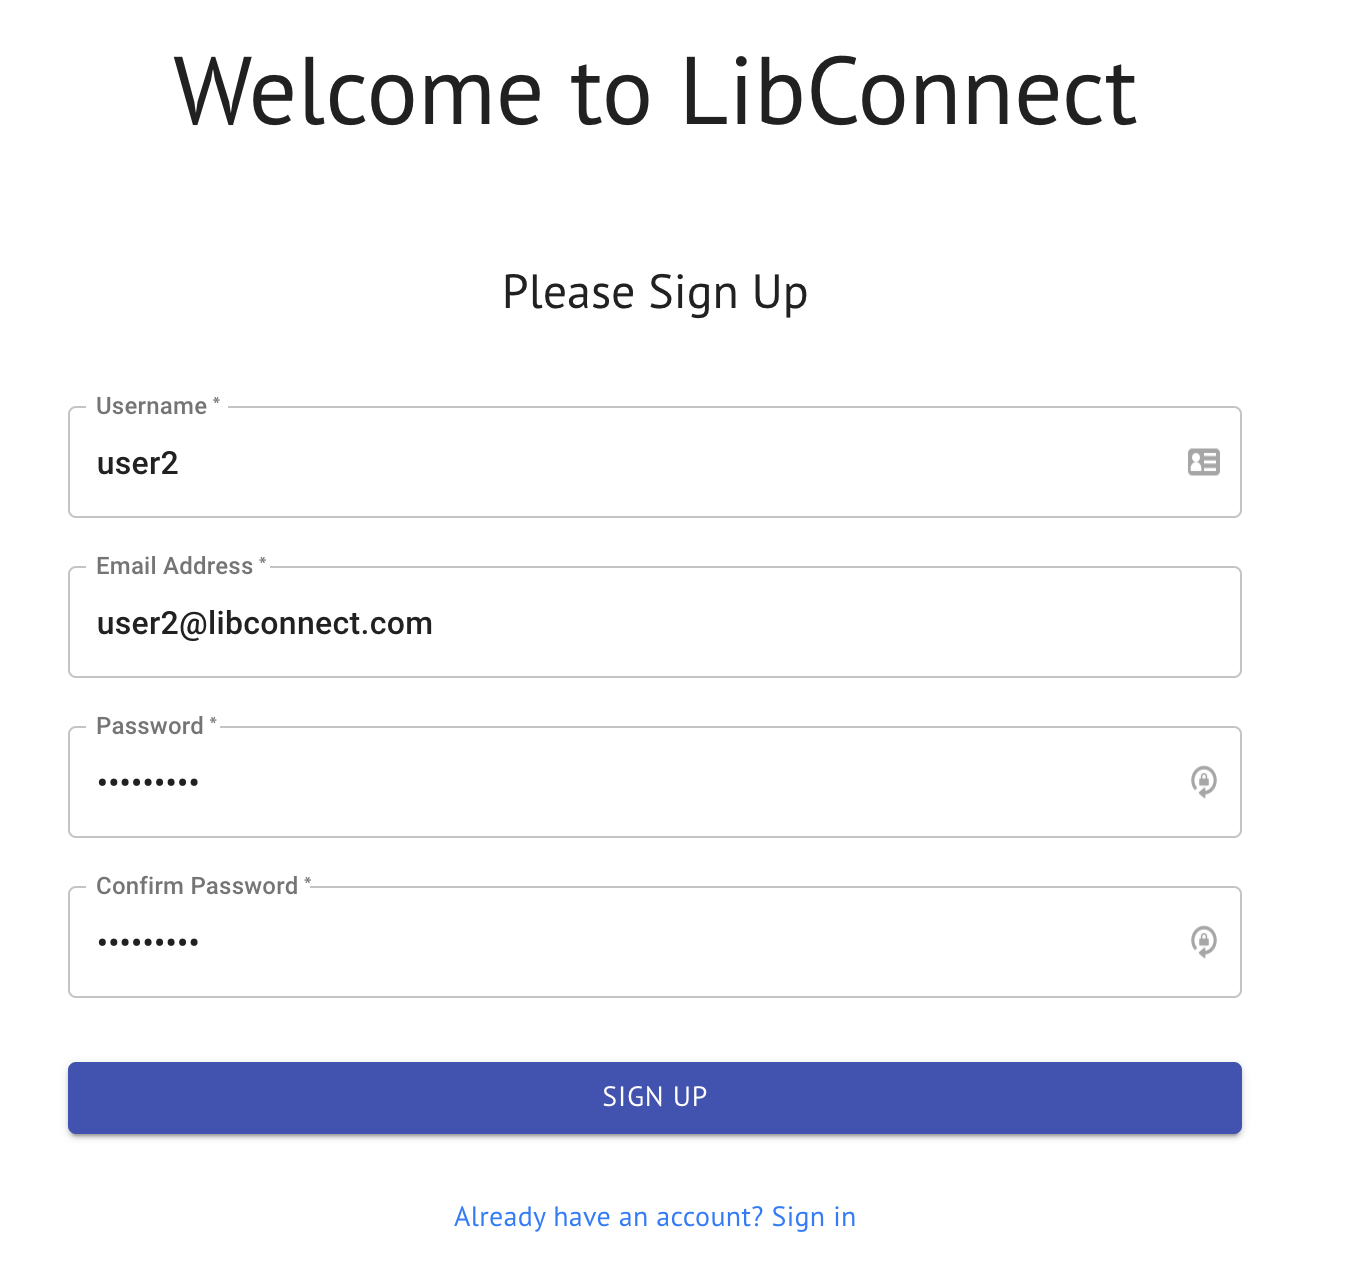 Welcome to LibConnect
Please Sign Up
Username *
user2
Email Address *
user2@libconnect.com
Password *
•••••••••
Confirm Password *
•••••••••
SIGN UP
Already have an account? Sign in